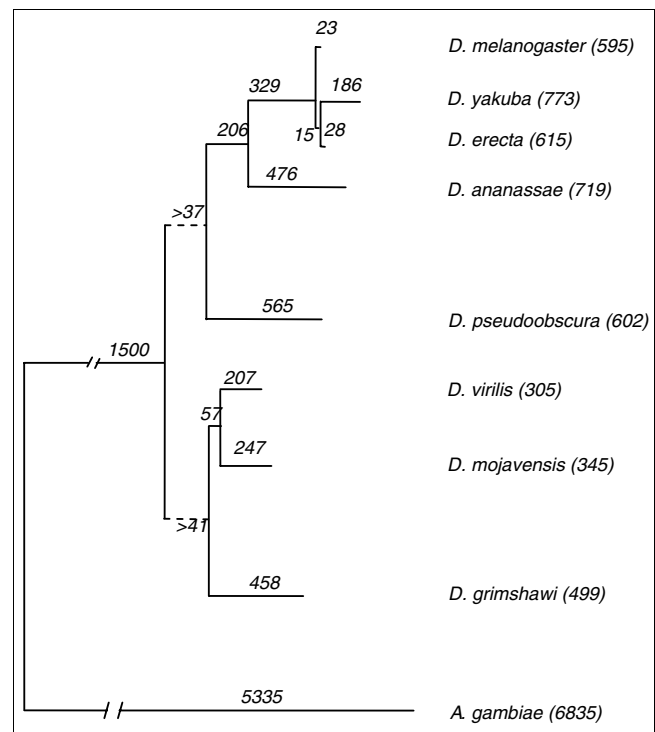 23
D. melanogaster (595)
329
186
D. yakuba (773)
206
15
28
D. erecta (615)
476
D. ananassae (719)
>37
565
D. pseudoobscura (602)
1500
207
D. virilis (305)
57
247
D. mojavensis (345)
>41
458
D. grimshawi (499)
5335
A. gambiae (6835)